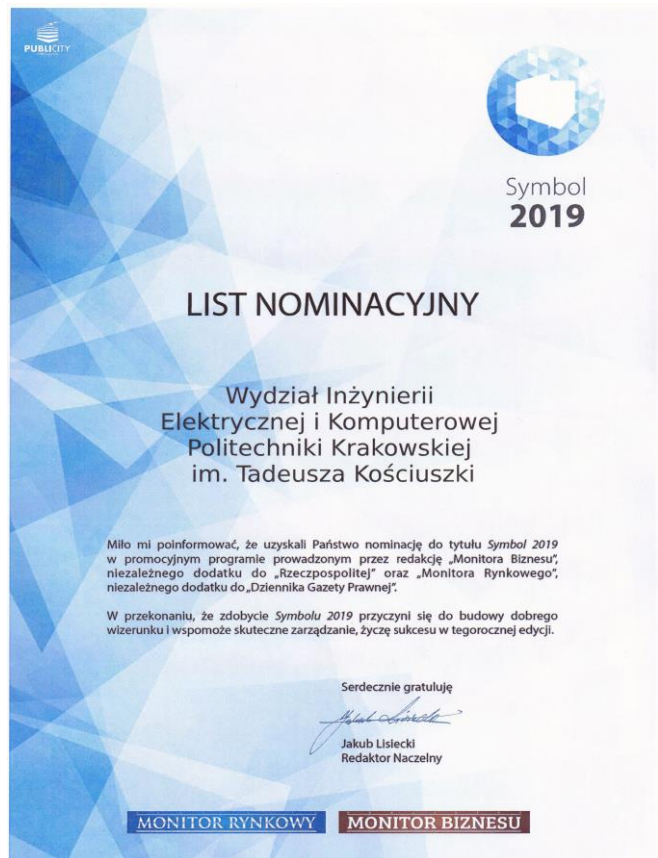 PUBLICITY
Symbol
2019
LIST NOMINACYJNY
Wydział Inżynierii
Elektrycznej i Komputerowej
Politechniki Krakowskiej
im. Tadeusza Kościuszki
Miło mi poinformować, że uzyskali Państwo nominację do tytułu Symbol 2019
w promocyjnym programie prowadzonym przez redakcję „Monitora Biznesu”,
niezależnego dodatku do „Rzeczpospolitej” oraz „Monitora Rynkowego”,
niezależnego dodatku do „Dziennika Gazety Prawnej”.
W przekonaniu, że zdobycie Symbolu 2019 przyczyni się do budowy dobrego
wizerunku i wspomoże skuteczne zarządzanie, życzę sukcesu w tegorocznej edycji.
Serdecznie gratuluję
Jakub Lisiecki
Redaktor Naczelny
MONITOR RYNKOWY MONITOR BIZNESU